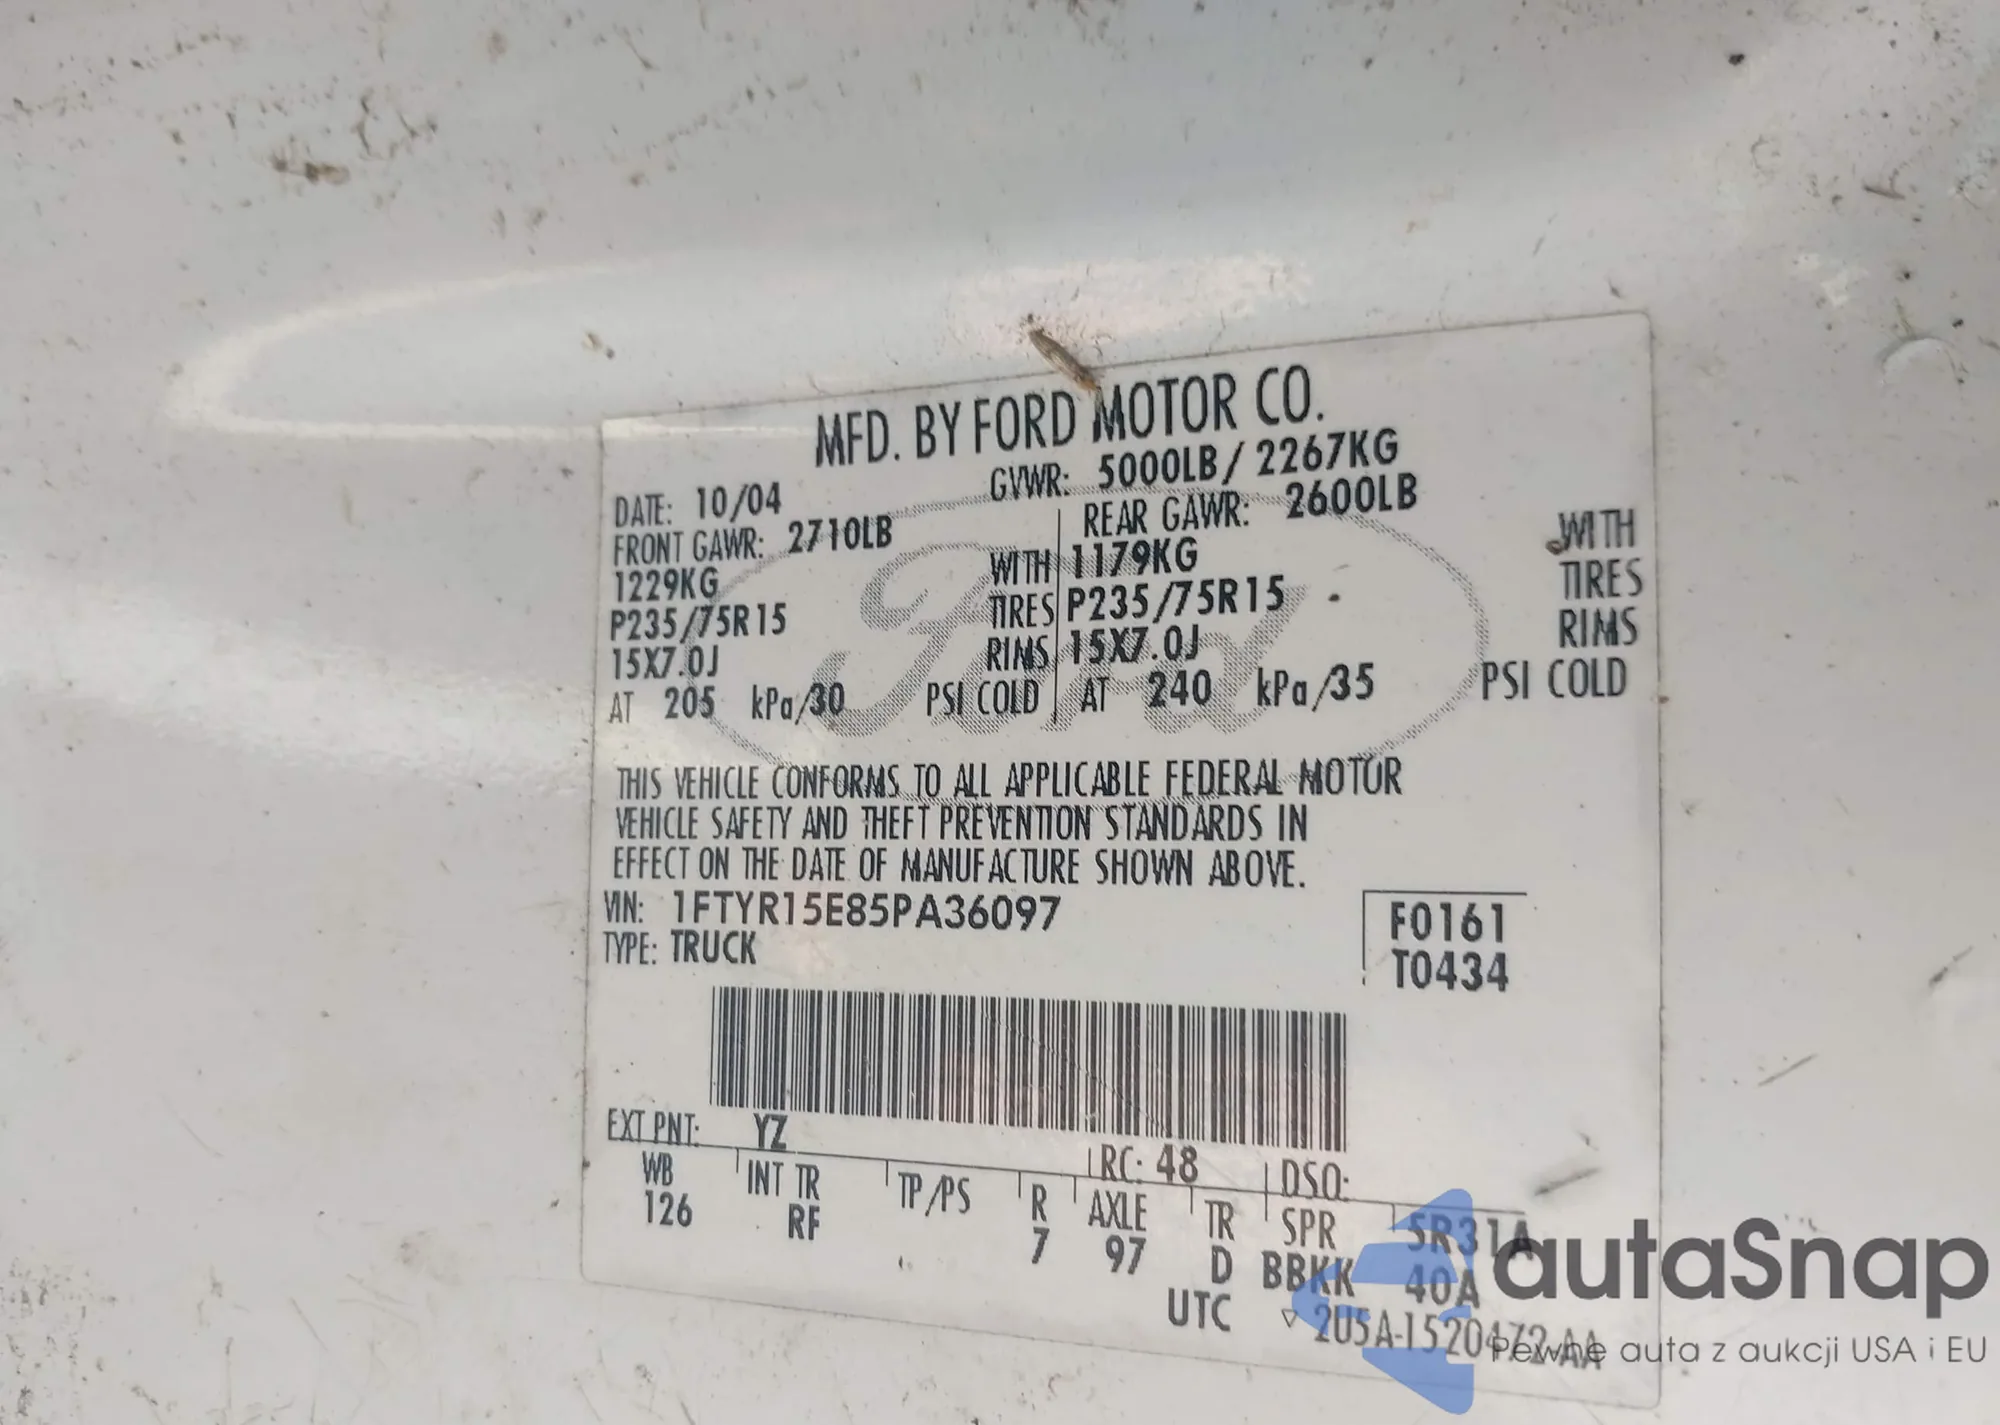 MFD. BY FORD MOTOR CO.
DATE: 10/04 GVWR: 5000LB/ 2267KG
FRONT GAWR: 2710LB REAR GAWR: 2600LB
1229KG WITH 1179KG WITH
P235/75R15 TIRES P235/75R15 TIRES
15X7.0J RIMS 15X7.0J RIMS
AT 205 kPa/30 PSI COLD AT 240 kPa/35 PSI COLD
Ford
THIS VEHICLE CONFORMS TO ALL APPLICABLE FEDERAL MOTOR
VEHICLE SAFETY AND THEFT PREVENTION STANDARDS IN
EFFECT ON THE DATE OF MANUFACTURE SHOWN ABOVE.
VIN: 1FTYR15E85PA36097
TYPE: TRUCK
F0161
T0434
EXT PNT: YZ RC: 48 DSO:
WB INT TR TP/PS R AXLE TR SPR 5R31A
126 RF 7 97 D BBKK 40A
UTC ▽ 2U5A-1520472-AA
autaSnap
Pewne auta z aukcji USA i EU